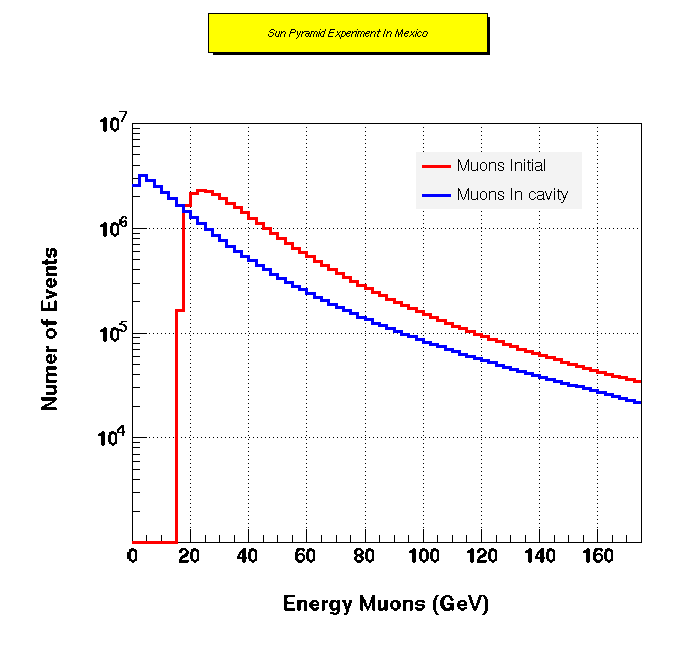 Sun Pyramid Experiment In Mexico
10^7
Muons Initial
Muons In cavity
10^6
Numer of Events
10^5
10^4
0 20 40 60 80 100 120 140 160
Energy Muons (GeV)